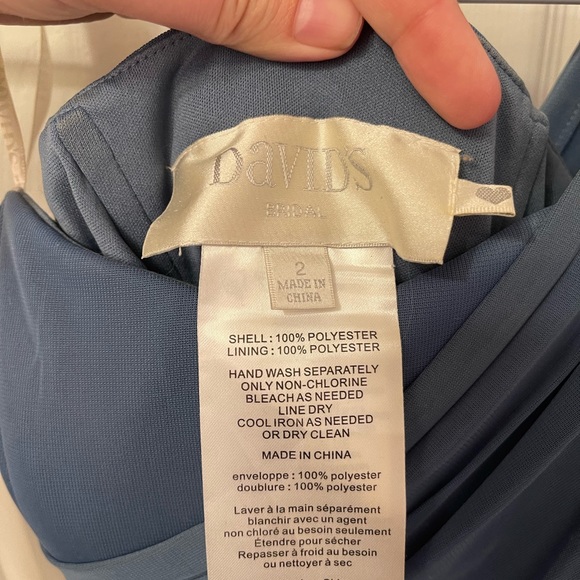 DAVID'S
BRIDAL
2
MADE IN
CHINA
SHELL: 100% POLYESTER
LINING: 100% POLYESTER
HAND WASH SEPARATELY
ONLY NON-CHLORINE
BLEACH AS NEEDED
LINE DRY
COOL IRON AS NEEDED
OR DRY CLEAN
MADE IN CHINA
enveloppe : 100% polyester
doublure : 100% polyester
Laver à la main séparément
blanchir avec un agent
non chloré au besoin seulement
Étendre pour sécher
Repasser à froid au besoin
ou nettoyer à sec